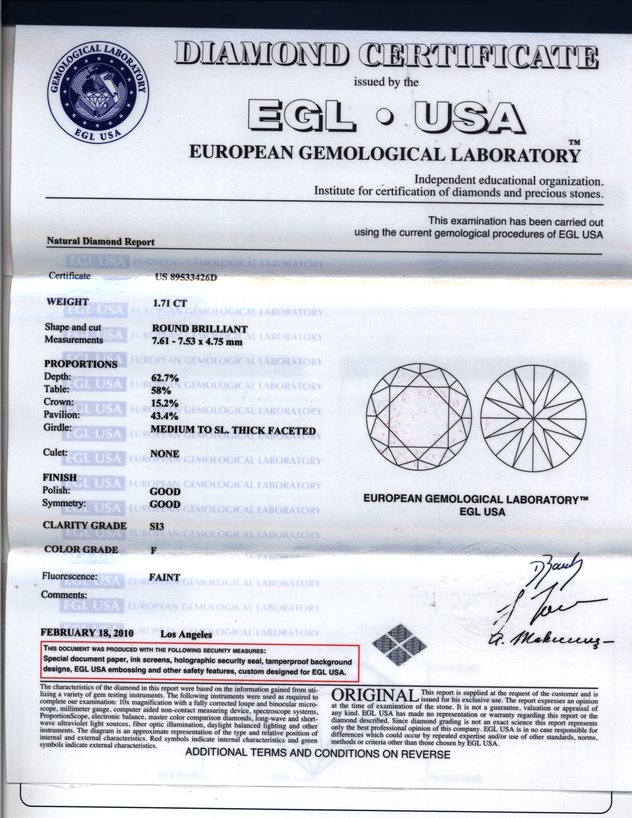 GEMOLOGICAL LABORATORY
EGL USA
DIAMOND CERTIFICATE
issued by the
EGL • USA
EUROPEAN GEMOLOGICAL LABORATORY™
Independent educational organization.
Institute for certification of diamonds and precious stones.
This examination has been carried out
using the current gemological procedures of EGL USA
Natural Diamond Report
Certificate US 89533426D
WEIGHT 1.71 CT
Shape and cut ROUND BRILLIANT
Measurements 7.61 - 7.53 x 4.75 mm
PROPORTIONS
Depth: 62.7%
Table: 58%
Crown: 15.2%
Pavilion: 43.4%
Girdle: MEDIUM TO SL. THICK FACETED
Culet: NONE
FINISH
Polish: GOOD
Symmetry: GOOD
CLARITY GRADE SI3
COLOR GRADE F
Fluorescence: FAINT
Comments:
EUROPEAN GEMOLOGICAL LABORATORY™
EGL USA
FEBRUARY 18, 2010 Los Angeles
THIS DOCUMENT WAS PRODUCED WITH THE FOLLOWING SECURITY MEASURES:
Special document paper, ink screens, holographic security seal, tamperproof background
designs, EGL USA embossing and other safety features, custom designed for EGL USA.
The characteristics of the diamond in this report were based on the information gained from uti-
lizing a variety of gem testing instruments. The following instruments were used as required to
complete our examination: 10x magnification with a fully corrected loupe and binocular micro-
scope, millimeter gauge, computer aided non-contact measuring device, spectroscope systems,
ProportionScope, electronic balance, master color comparison diamonds, long-wave and short-
wave ultraviolet light sources, fiber optic illumination, daylight balanced lighting and other
instruments. The diagram is an approximate representation of the type and relative position of
internal and external characteristics. Red symbols indicate internal characteristics and green
symbols indicate external characteristics.
ORIGINAL This report is supplied at the request of the customer and is
issued for his exclusive use. The report expresses an opinion
at the time of examination of the stone. It is not a guarantee, valuation or appraisal of
any kind. EGL USA has made no representation or warranty regarding this report or the
diamond described. Since diamond grading is not an exact science this report represents
only the best professional opinion of this company. EGL USA is in no case responsible for
differences which could occur by repeated expertise and/or use of other standards, norms,
methods or criteria other than those chosen by EGL USA.
ADDITIONAL TERMS AND CONDITIONS ON REVERSE